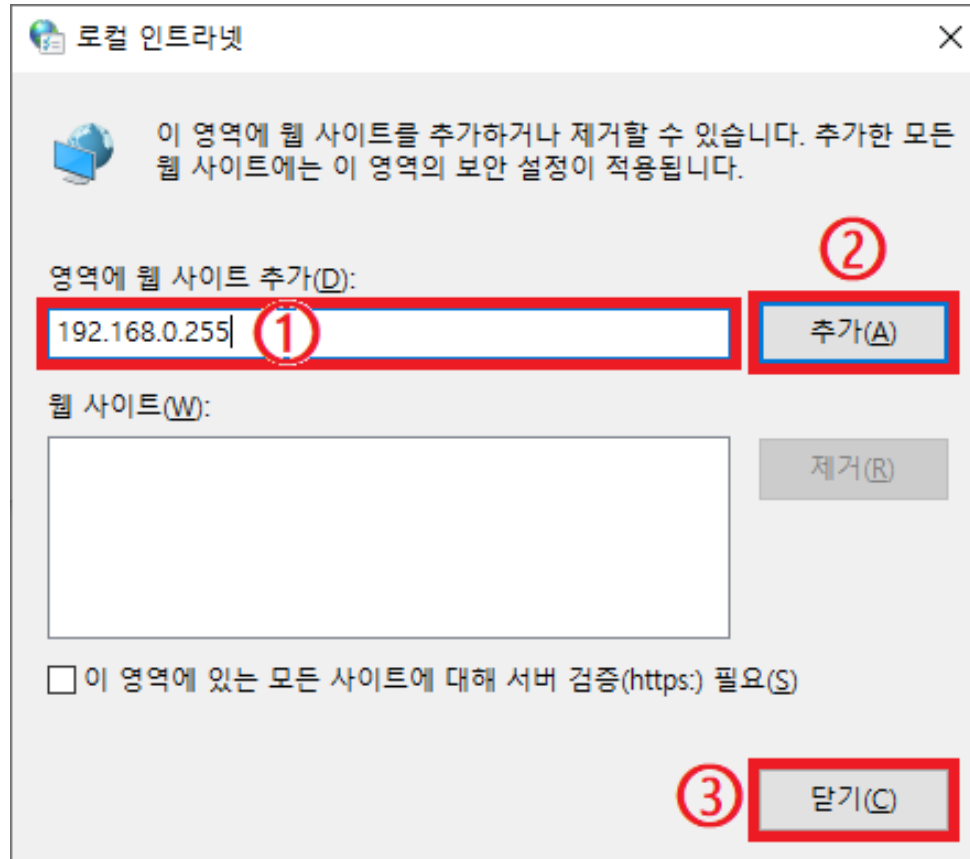 로컬 인트라넷
이 영역에 웹 사이트를 추가하거나 제거할 수 있습니다. 추가한 모든
웹 사이트에는 이 영역의 보안 설정이 적용됩니다.
②
영역에 웹 사이트 추가(D):
192.168.0.255 ① 추가(A)
웹 사이트(W):
제거(R)
이 영역에 있는 모든 사이트에 대해 서버 검증(https:) 필요(S)
③ 닫기(C)